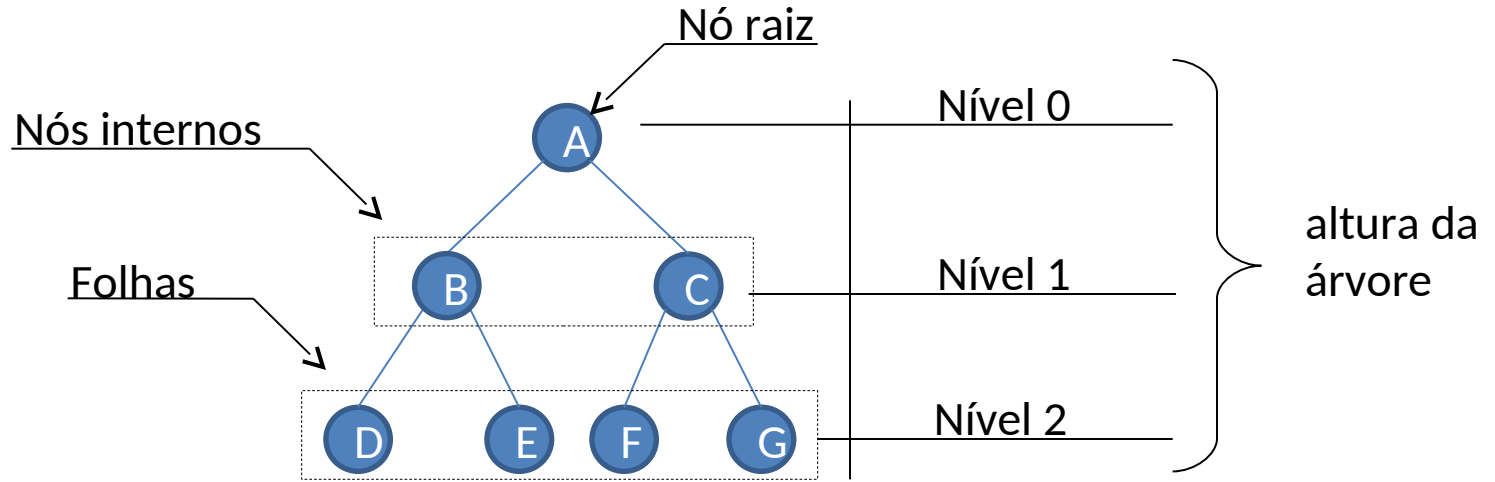 Nó raiz
Nível 0
Nós internos
A
altura da
árvore
Nível 1
Folhas
B
C
Nível 2
D
E
F
G